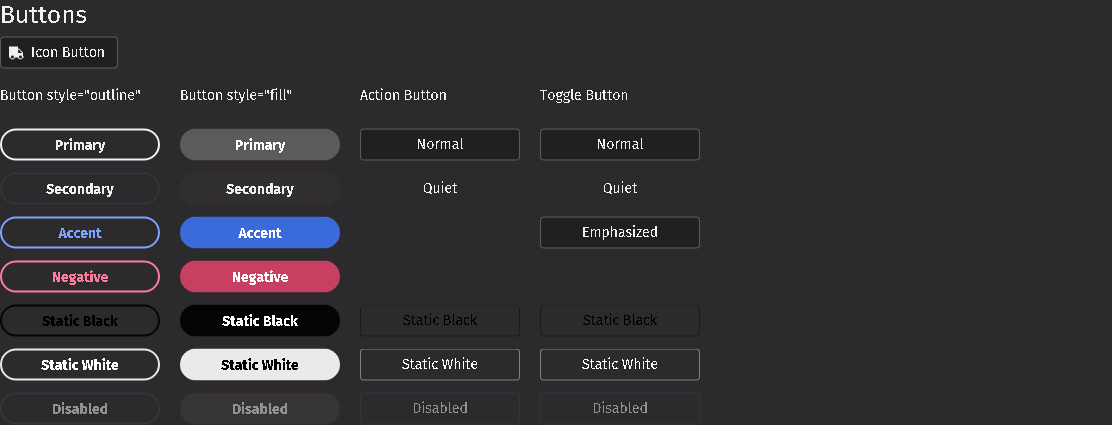 Buttons
Icon Button
Button style="outline" Button style="fill" Action Button Toggle Button
Primary Primary Normal Normal
Secondary Secondary Quiet Quiet
Accent Accent Emphasized
Negative Negative
Static Black Static Black Static Black Static Black
Static White Static White Static White Static White
Disabled Disabled Disabled Disabled